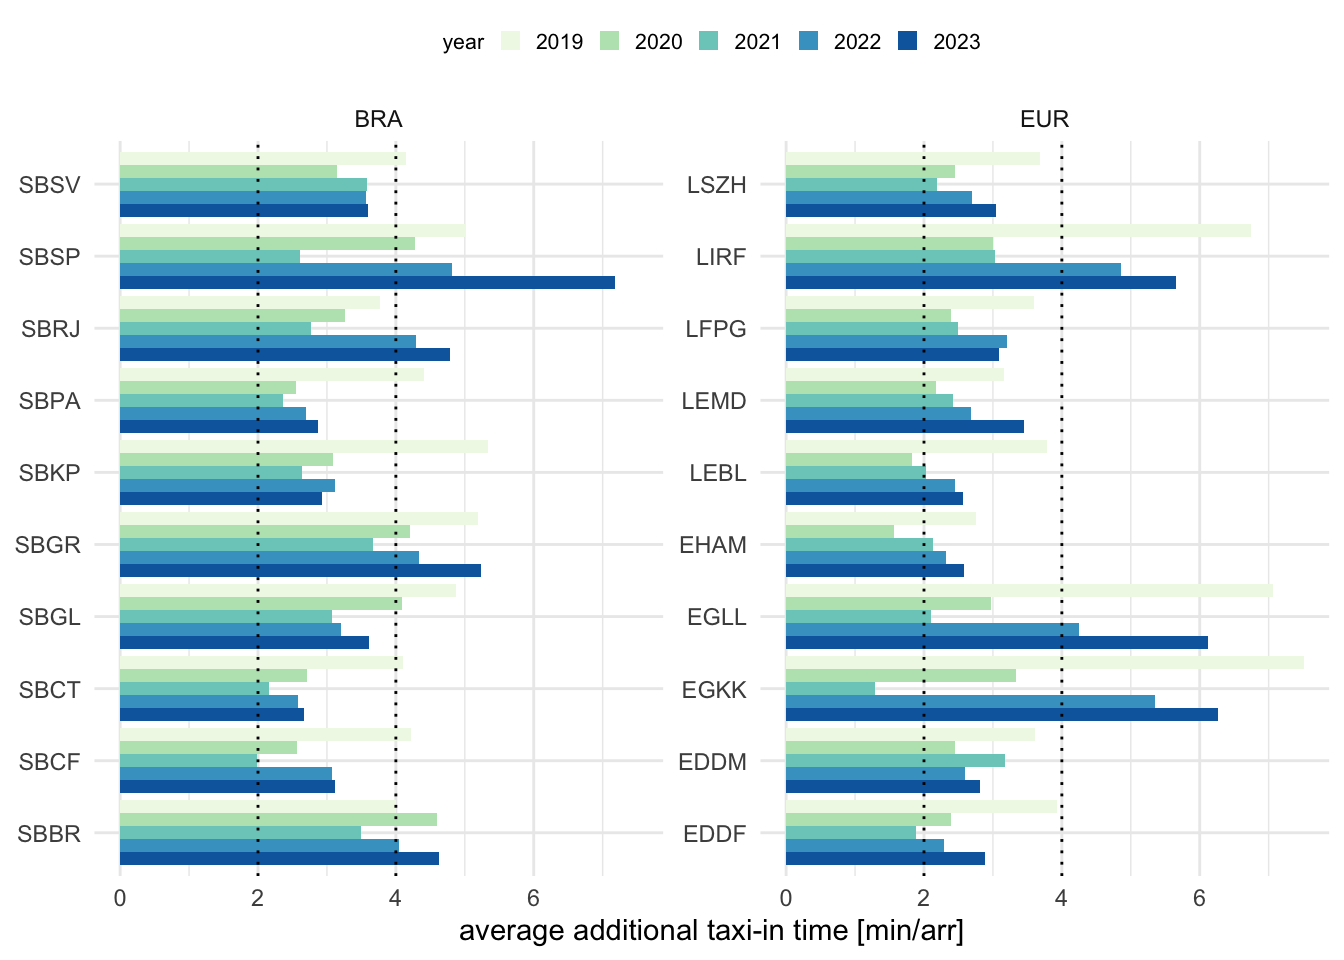 year 2019 2020 2021 2022 2023
BRA EUR
SBSV LSZH
SBSP LIRF
SBRJ LFPG
SBPA LEMD
SBKP LEBL
SBGR EHAM
SBGL EGLL
SBCT EGKK
SBCF EDDM
SBBR EDDF
0 2 4 6 0 2 4 6
average additional taxi-in time [min/arr]